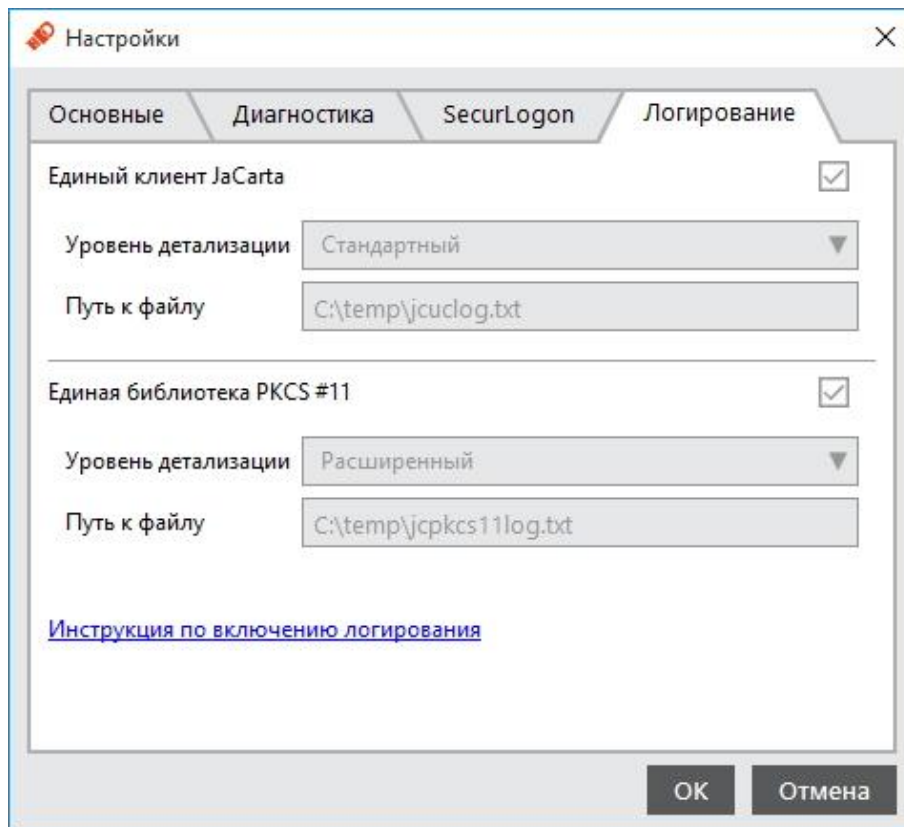 Настройки
Основные Диагностика SecurLogon Логирование
Единый клиент JaCarta
Уровень детализации Стандартный
Путь к файлу C:\temp\jcuclog.txt
Единая библиотека PKCS #11
Уровень детализации Расширенный
Путь к файлу C:\temp\jcpkcs11log.txt
Инструкция по включению логирования
ОК Отмена